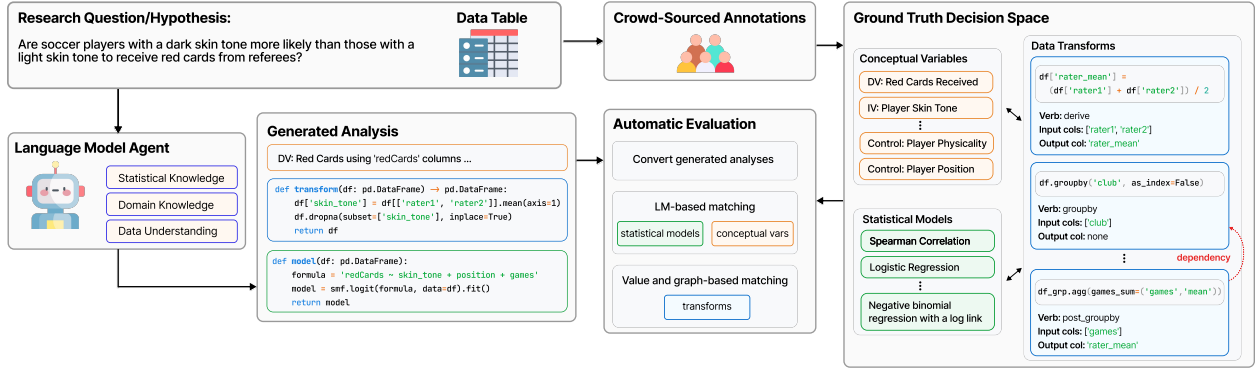 Research Question/Hypothesis:
Are soccer players with a dark skin tone more likely than those with a
light skin tone to receive red cards from referees?
Data Table
Language Model Agent
Statistical Knowledge
Domain Knowledge
Data Understanding
Generated Analysis
DV: Red Cards using 'redCards' columns ...
def transform(df: pd.DataFrame) → pd.DataFrame:
df['skin_tone'] = df[['rater1', 'rater2']].mean(axis=1)
df.dropna(subset=['skin_tone'], inplace=True)
return df
def model(df: pd.DataFrame):
formula = 'redCards ~ skin_tone + position + games'
model = smf.logit(formula, data=df).fit()
return model
Crowd-Sourced Annotations
Automatic Evaluation
Convert generated analyses
LM-based matching
statistical models
conceptual vars
Value and graph-based matching
transforms
Ground Truth Decision Space
Conceptual Variables
DV: Red Cards Received
IV: Player Skin Tone
Control: Player Physicality
Control: Player Position
Statistical Models
Spearman Correlation
Logistic Regression
Negative binomial
regression with a log link
Data Transforms
df['rater_mean'] =
(df['rater1'] + df['rater2']) / 2
Verb: derive
Input cols: ['rater1', 'rater2']
Output col: 'rater_mean'
df.groupby('club', as_index=False)
Verb: groupby
Input cols: ['club']
Output col: none
dependency
df_grp.agg(games_sum=('games','mean'))
Verb: post_groupby
Input cols: ['games']
Output col: 'rater_mean'